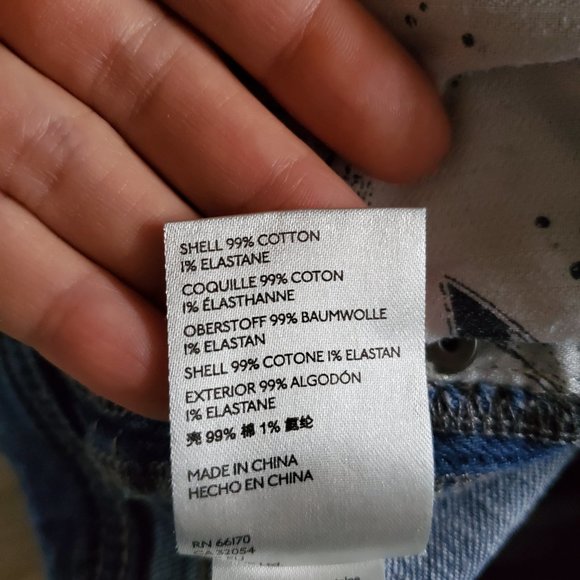 SHELL 99% COTTON
1% ELASTANE
COQUILLE 99% COTON
1% ÉLASTHANNE
OBERSTOFF 99% BAUMWOLLE
1% ELASTAN
SHELL 99% COTONE 1% ELASTAN
EXTERIOR 99% ALGODÓN
1% ELASTANE
壳 99% 棉 1% 氨纶
MADE IN CHINA
HECHO EN CHINA
RN 66170
CA 32054